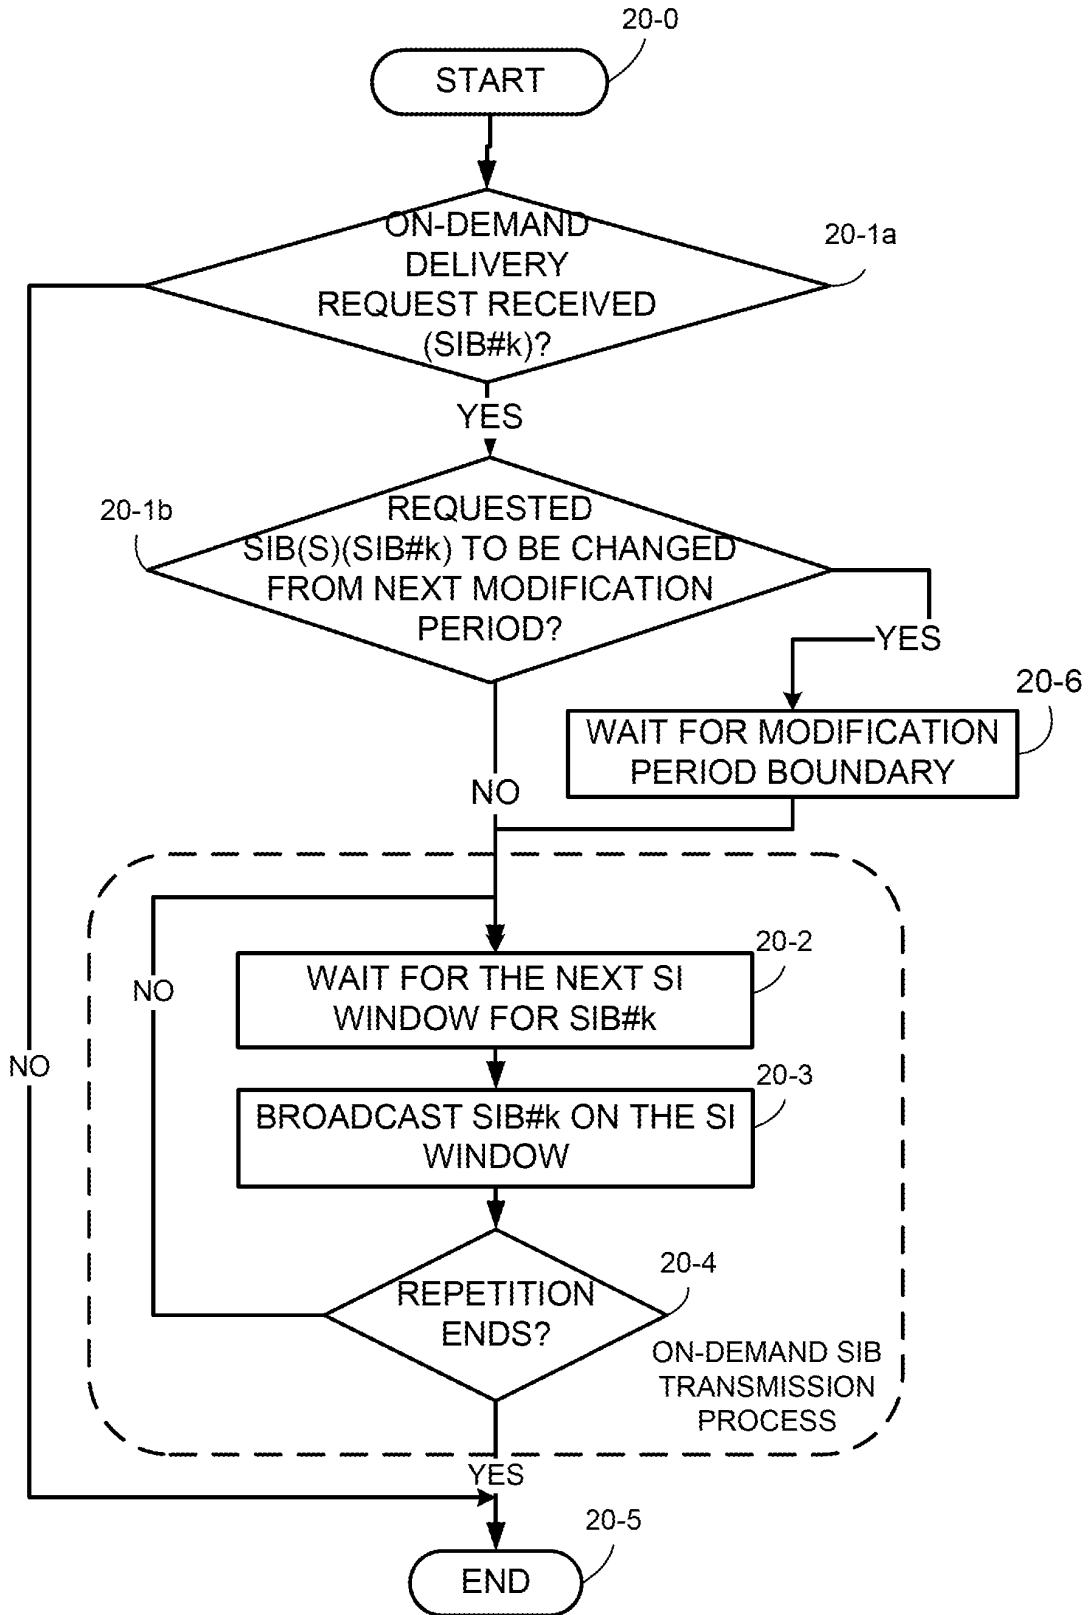 20-0
START
ON-DEMAND
DELIVERY
REQUEST RECEIVED
(SIB#k)?
20-1a
YES
20-1b
REQUESTED
SIB(S)(SIB#k) TO BE CHANGED
FROM NEXT MODIFICATION
PERIOD?
YES
20-6
WAIT FOR MODIFICATION
PERIOD BOUNDARY
NO
20-2
WAIT FOR THE NEXT SI
WINDOW FOR SIB#k
NO
NO
20-3
BROADCAST SIB#k ON THE SI
WINDOW
20-4
REPETITION
ENDS?
ON-DEMAND SIB
TRANSMISSION
PROCESS
YES
20-5
END